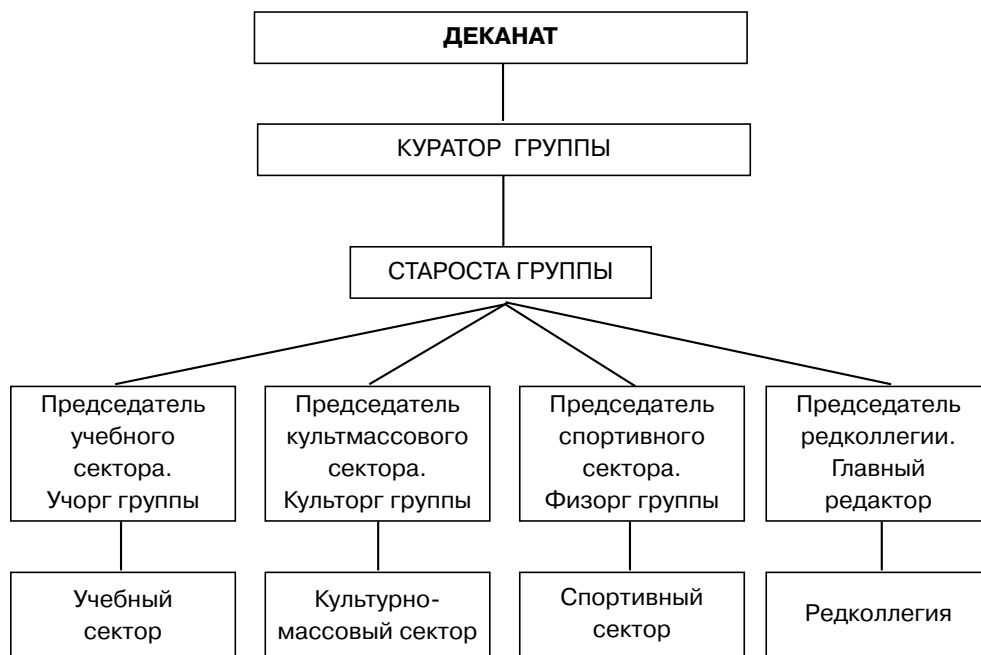 ДЕКАНАТ
КУРАТОР ГРУППЫ
СТАРОСТА ГРУППЫ
Председатель
учебного
сектора.
Учорг группы
Председатель
культмассового
сектора.
Культорг группы
Председатель
спортивного
сектора.
Физорг группы
Председатель
редколлегии.
Главный
редактор
Учебный
сектор
Культурно-
массовый сектор
Спортивный
сектор
Редколлегия